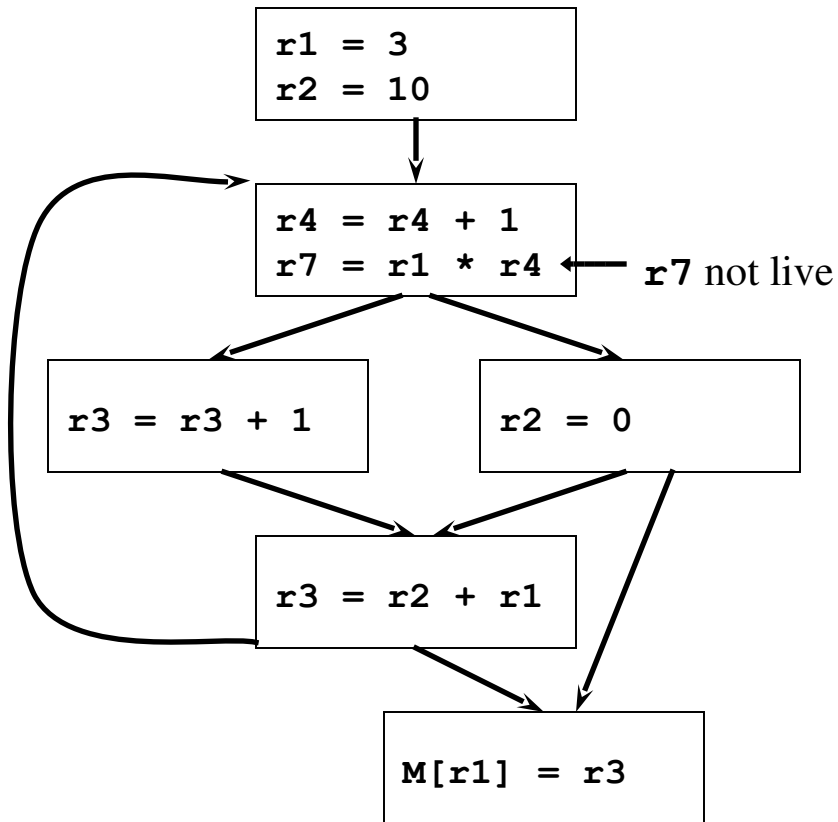 r1 = 3
r2 = 10
r4 = r4 + 1
r7 = r1 * r4
r7 not live
r3 = r3 + 1
r2 = 0
r3 = r2 + r1
M[r1] = r3